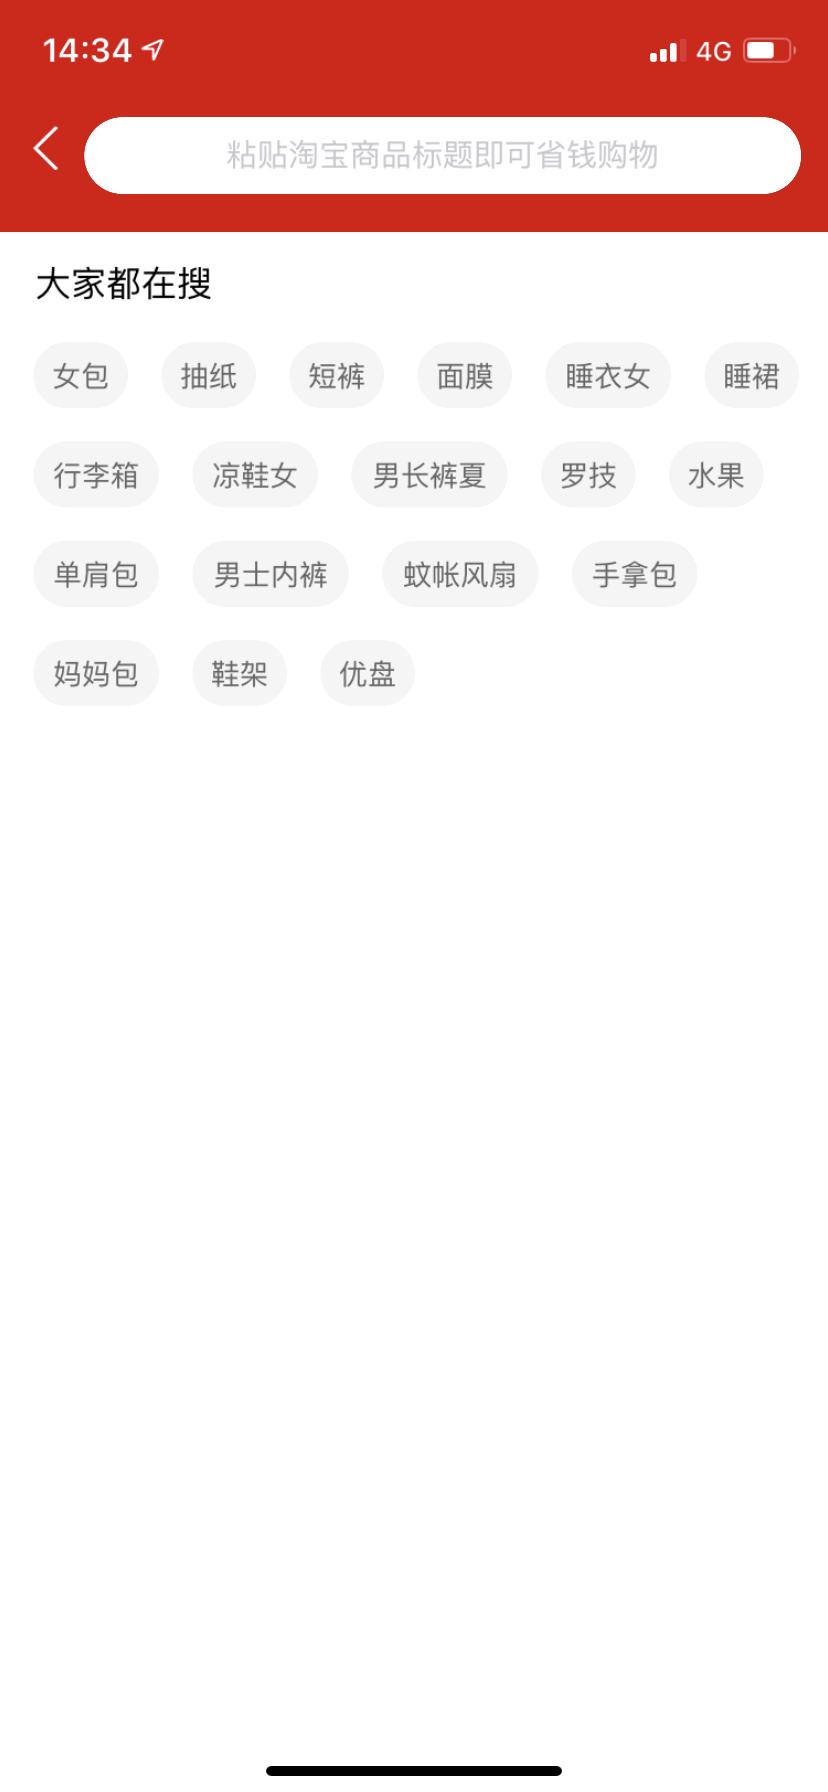 14:34 4G
粘贴淘宝商品标题即可省钱购物
大家都在搜
女包 抽纸 短裤 面膜 睡衣女 睡裙
行李箱 凉鞋女 男长裤夏 罗技 水果
单肩包 男士内裤 蚊帐风扇 手拿包
妈妈包 鞋架 优盘